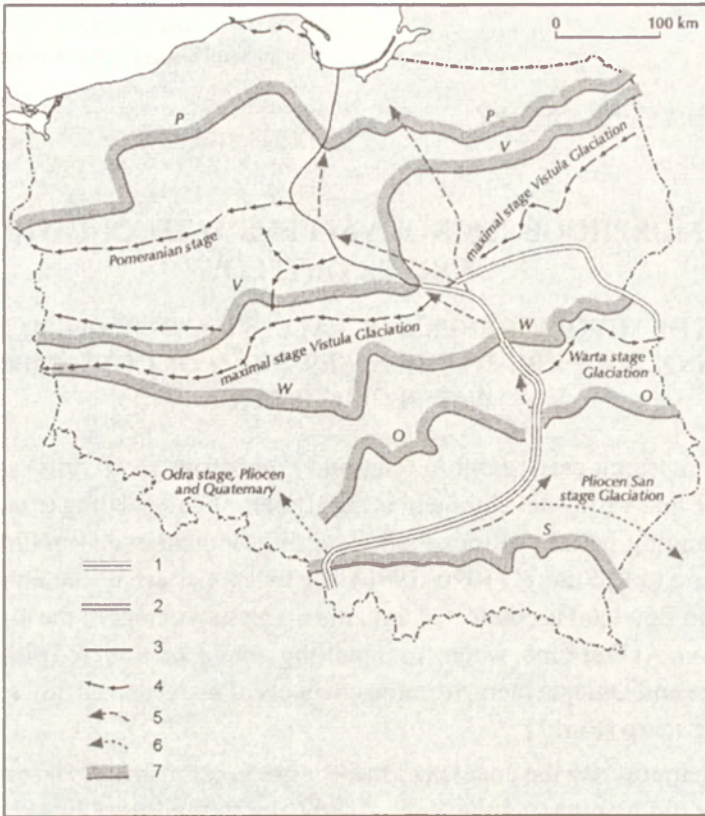 0 100 km
P
P
V
maximal stage Vistula Glaciation
Pomeranian stage
V
maximal stage Vistula Glaciation
W
Warta stage
Glaciation
W
O
O
Odra stage, Pliocen
and Quaternary
Pliocen San
stage Glaciation
S
1
2
3
4
5
6
7